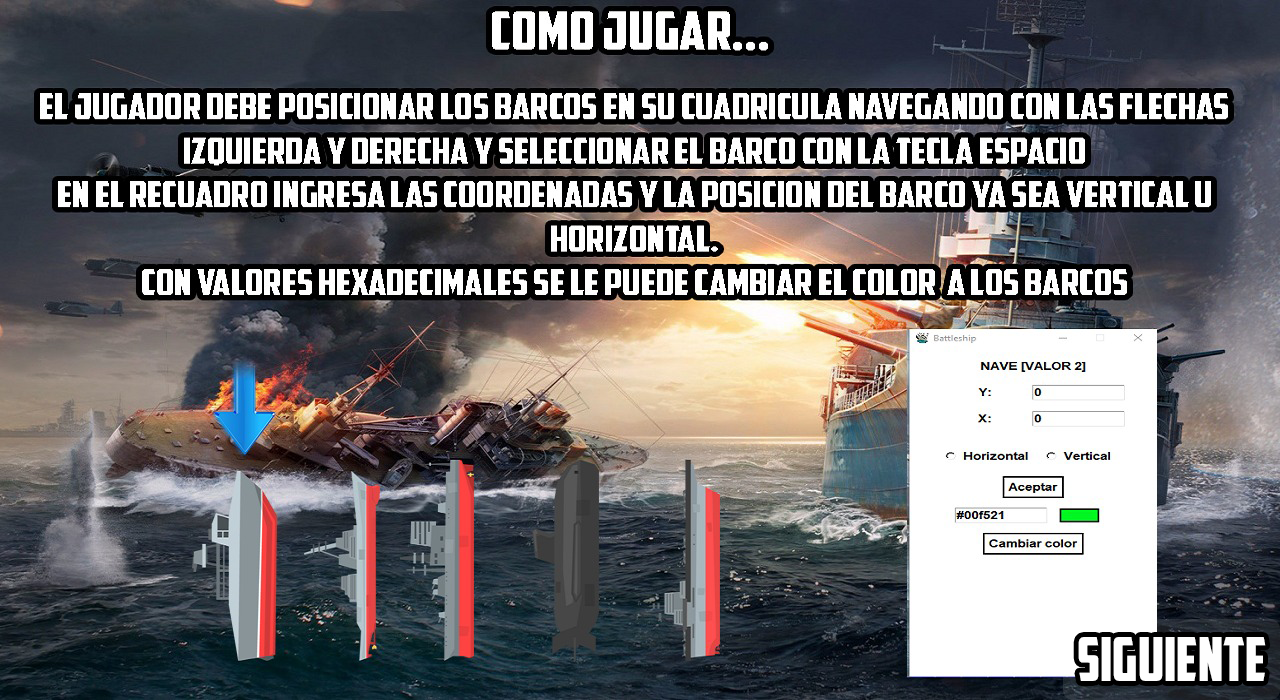 COMO JUGAR...
EL JUGADOR DEBE POSICIONAR LOS BARCOS EN SU CUADRICULA NAVEGANDO CON LAS FLECHAS
IZQUIERDA Y DERECHA Y SELECCIONAR EL BARCO CON LA TECLA ESPACIO
EN EL RECUADRO INGRESA LAS COORDENADAS Y LA POSICION DEL BARCO YA SEA VERTICAL U
HORIZONTAL.
CON VALORES HEXADECIMALES SE LE PUEDE CAMBIAR EL COLOR A LOS BARCOS
Battleship
NAVE [VALOR 2]
Y: 0
X: 0
Horizontal Vertical
Aceptar
#00f521
Cambiar color
SIGUIENTE